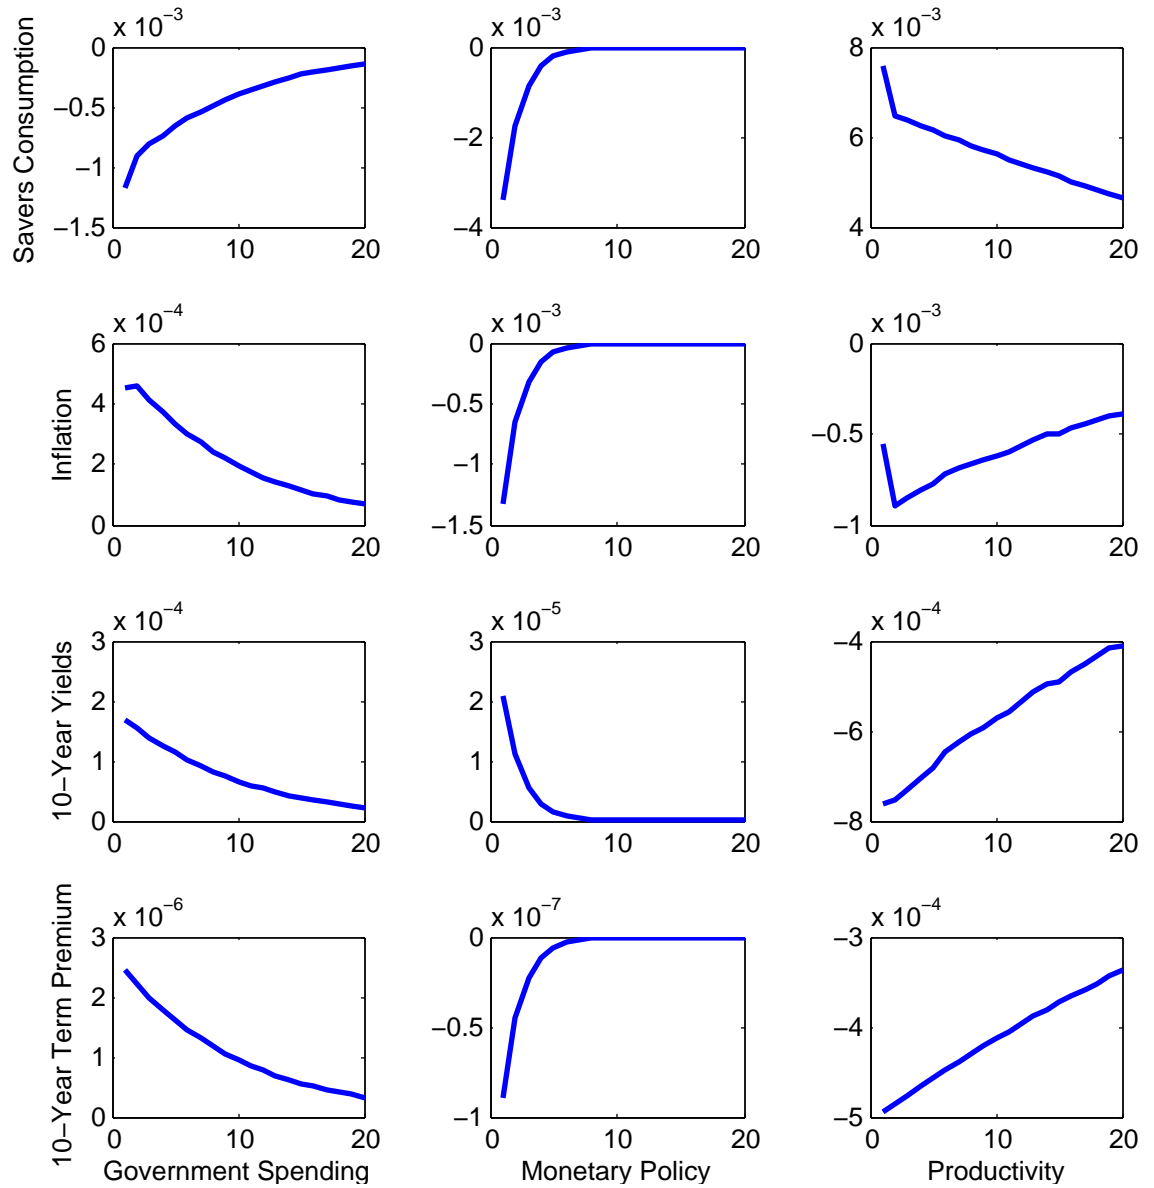 x 10−3 x 10−3 x 10−3
Savers Consumption
0 0 8
−0.5
−2 6
−1
−1.5 −4 4
0 10 20 0 10 20 0 10 20
x 10−4 x 10−3 x 10−3
Inflation
6 0 0
4 −0.5
−0.5
2 −1
0 −1.5 −1
0 10 20 0 10 20 0 10 20
x 10−4 x 10−5 x 10−4
10−Year Yields
3 3 −4
2 2
−6
1 1
0 0 −8
0 10 20 0 10 20 0 10 20
x 10−6 x 10−7 x 10−4
10−Year Term Premium
3 0 −3
2
−0.5 −4
1
0 −1 −5
0 10 20 0 10 20 0 10 20
Government Spending Monetary Policy Productivity